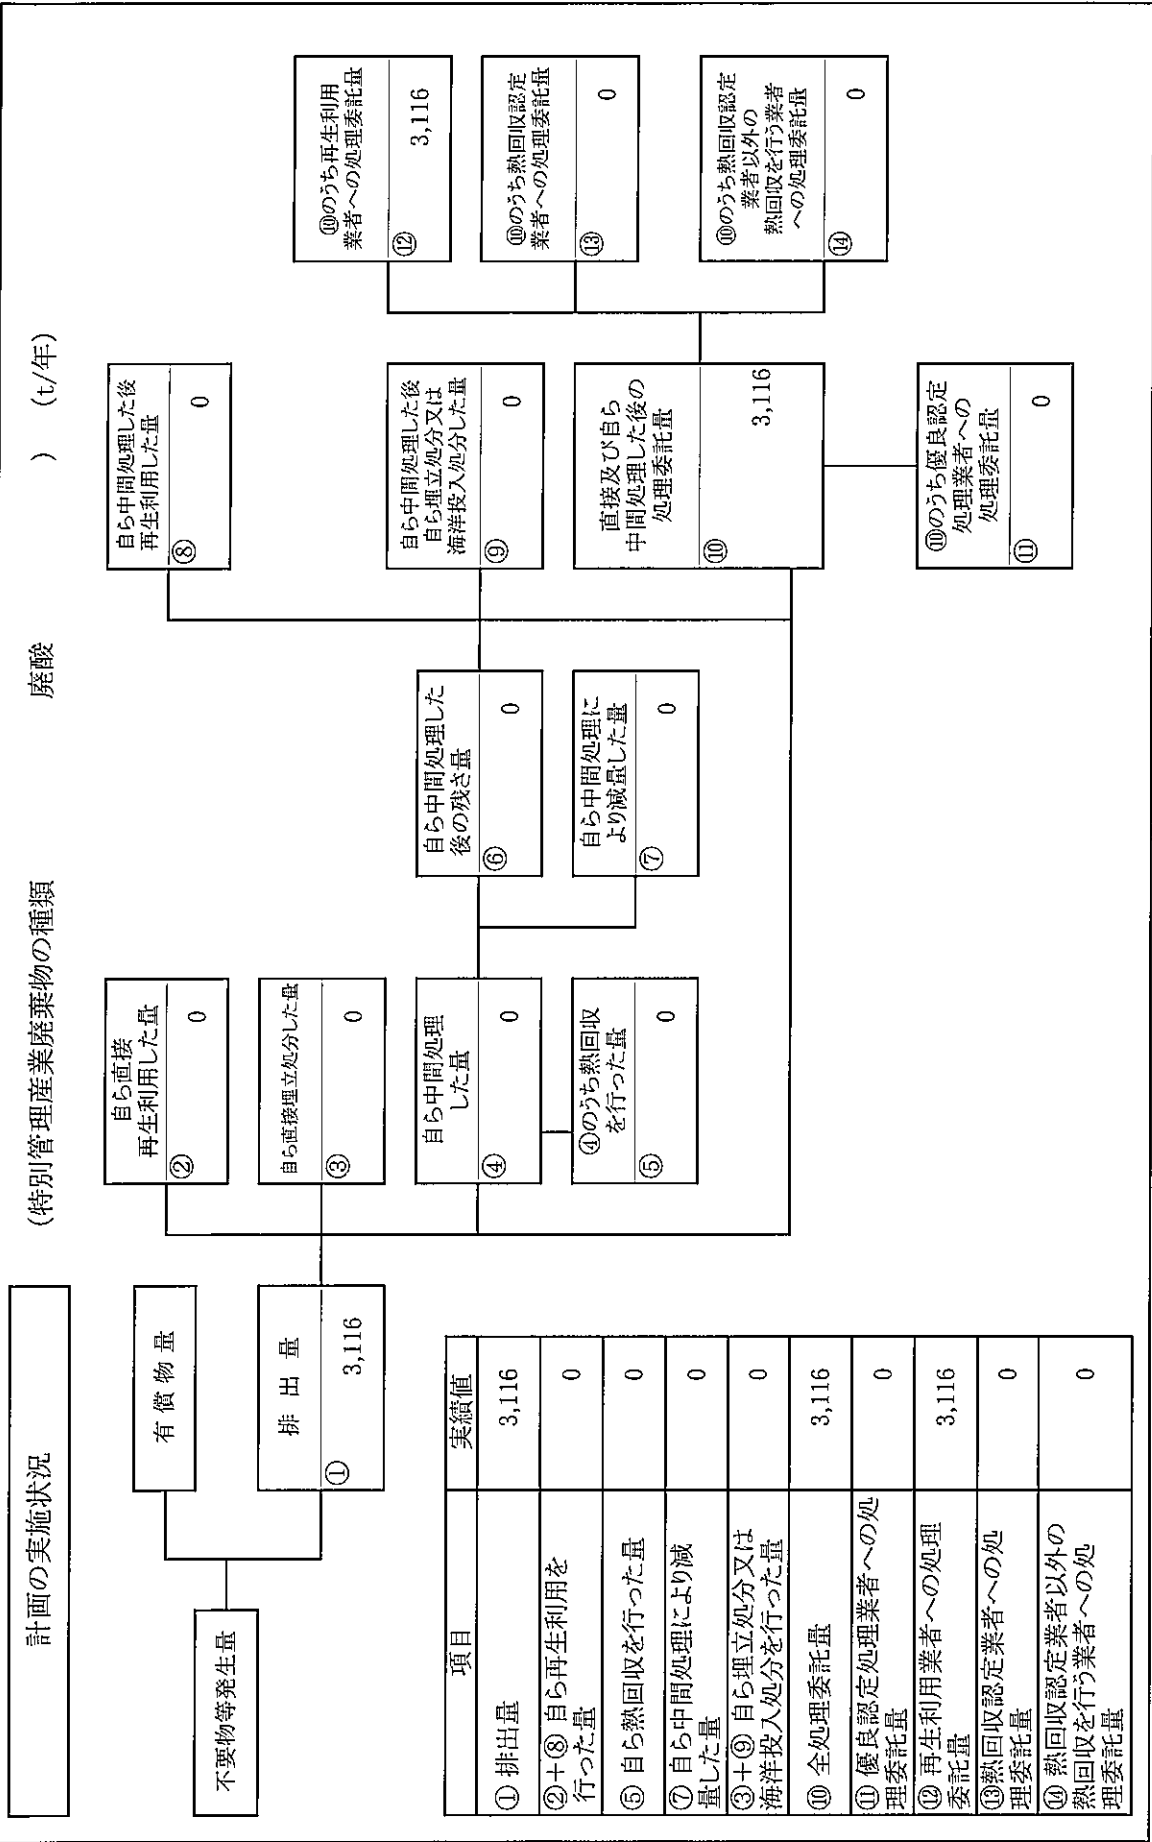 計画の実施状況
(特別管理産業廃棄物の種類 廃酸 ) (t/年)
不要物等発生量
有償物量
排出量
① 3,116
自ら直接
再生利用した量
② 0
自ら直接埋立処分した量
③ 0
自ら中間処理
した量
④ 0
④のうち熱回収
を行った量
⑤ 0
自ら中間処理した
後の残さ量
⑥ 0
自ら中間処理に
より減量した量
⑦ 0
自ら中間処理した後
再生利用した量
⑧ 0
自ら中間処理した後
自ら埋立処分又は
海洋投入処分した量
⑨ 0
直接及び自ら
中間処理した後の
処理委託量
⑩ 3,116
⑩のうち優良認定
処理業者への
処理委託量
⑪ 0
⑩のうち再生利用
業者への処理委託量
⑫ 3,116
⑩のうち熱回収認定
業者への処理委託量
⑬ 0
⑩のうち熱回収認定
業者以外の
熱回収を行う業者
への処理委託量
⑭ 0
項目 実績値
① 排出量 3,116
②+⑧ 自ら再生利用を
行った量 0
⑤ 自ら熱回収を行った量 0
⑦ 自ら中間処理により減
量した量 0
③+⑨ 自ら埋立処分又は
海洋投入処分を行った量 0
⑩ 全処理委託量 3,116
⑪ 優良認定処理業者への処
理委託量 0
⑫ 再生利用業者への処理
委託量 3,116
⑬熱回収認定業者への処
理委託量 0
⑭ 熱回収認定業者以外の
熱回収を行う業者への処
理委託量 0